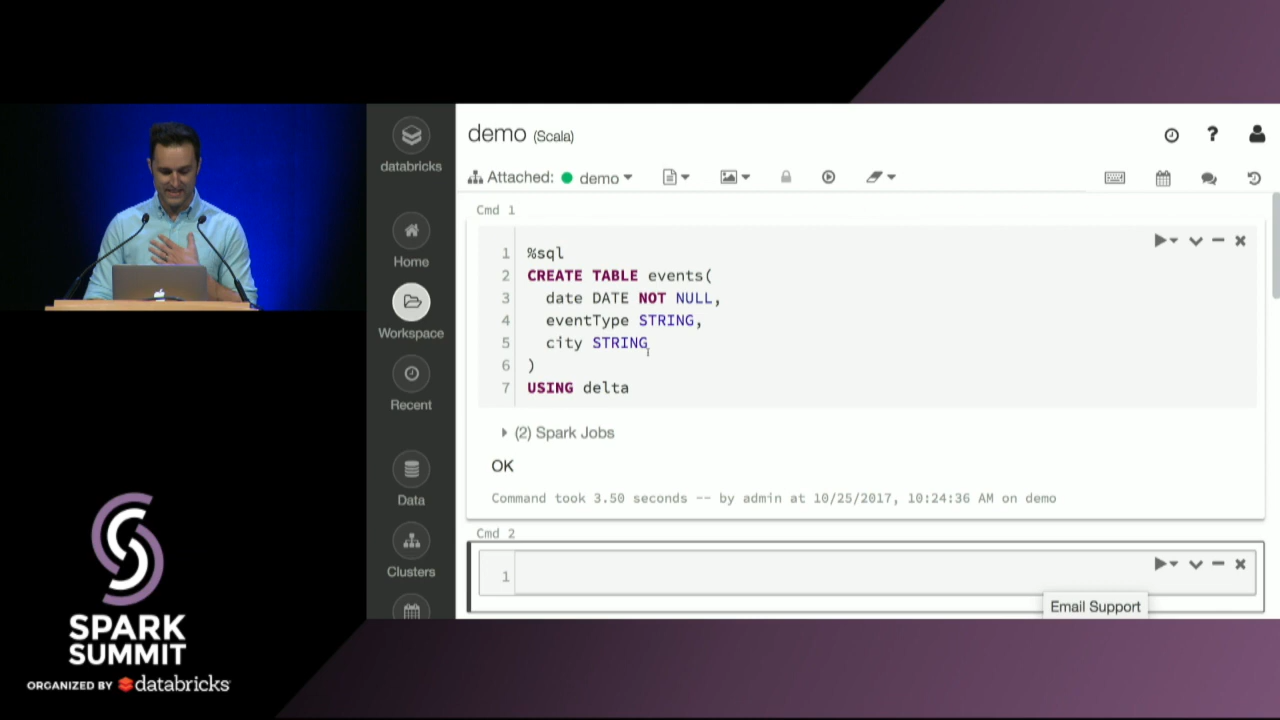 databricks
Home
Workspace
Recent
Data
Clusters
demo (Scala)
Attached: demo
Cmd 1
1 %sql
2 CREATE TABLE events(
3 date DATE NOT NULL,
4 eventType STRING,
5 city STRING
6 )
7 USING delta
(2) Spark Jobs
OK
Command took 3.50 seconds -- by admin at 10/25/2017, 10:24:36 AM on demo
Cmd 2
1
Email Support
SPARK
SUMMIT
ORGANIZED BY databricks